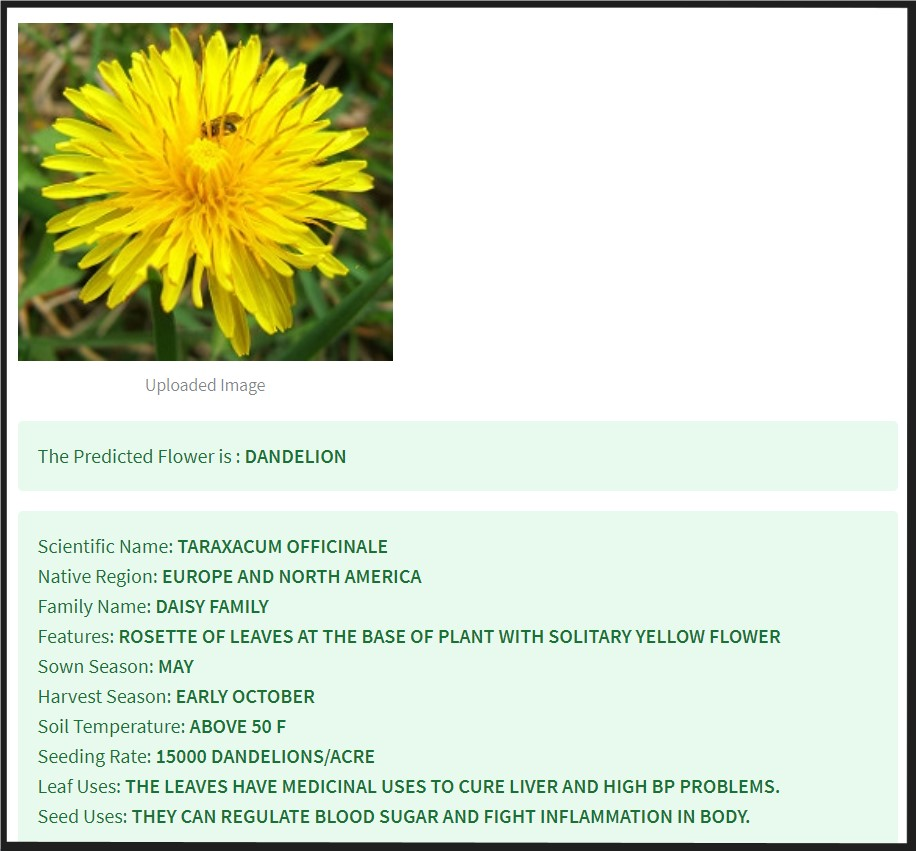 Uploaded Image
The Predicted Flower is : DANDELION
Scientific Name: TARAXACUM OFFICINALE
Native Region: EUROPE AND NORTH AMERICA
Family Name: DAISY FAMILY
Features: ROSETTE OF LEAVES AT THE BASE OF PLANT WITH SOLITARY YELLOW FLOWER
Sown Season: MAY
Harvest Season: EARLY OCTOBER
Soil Temperature: ABOVE 50 F
Seeding Rate: 15000 DANDELIONS/ACRE
Leaf Uses: THE LEAVES HAVE MEDICINAL USES TO CURE LIVER AND HIGH BP PROBLEMS.
Seed Uses: THEY CAN REGULATE BLOOD SUGAR AND FIGHT INFLAMMATION IN BODY.